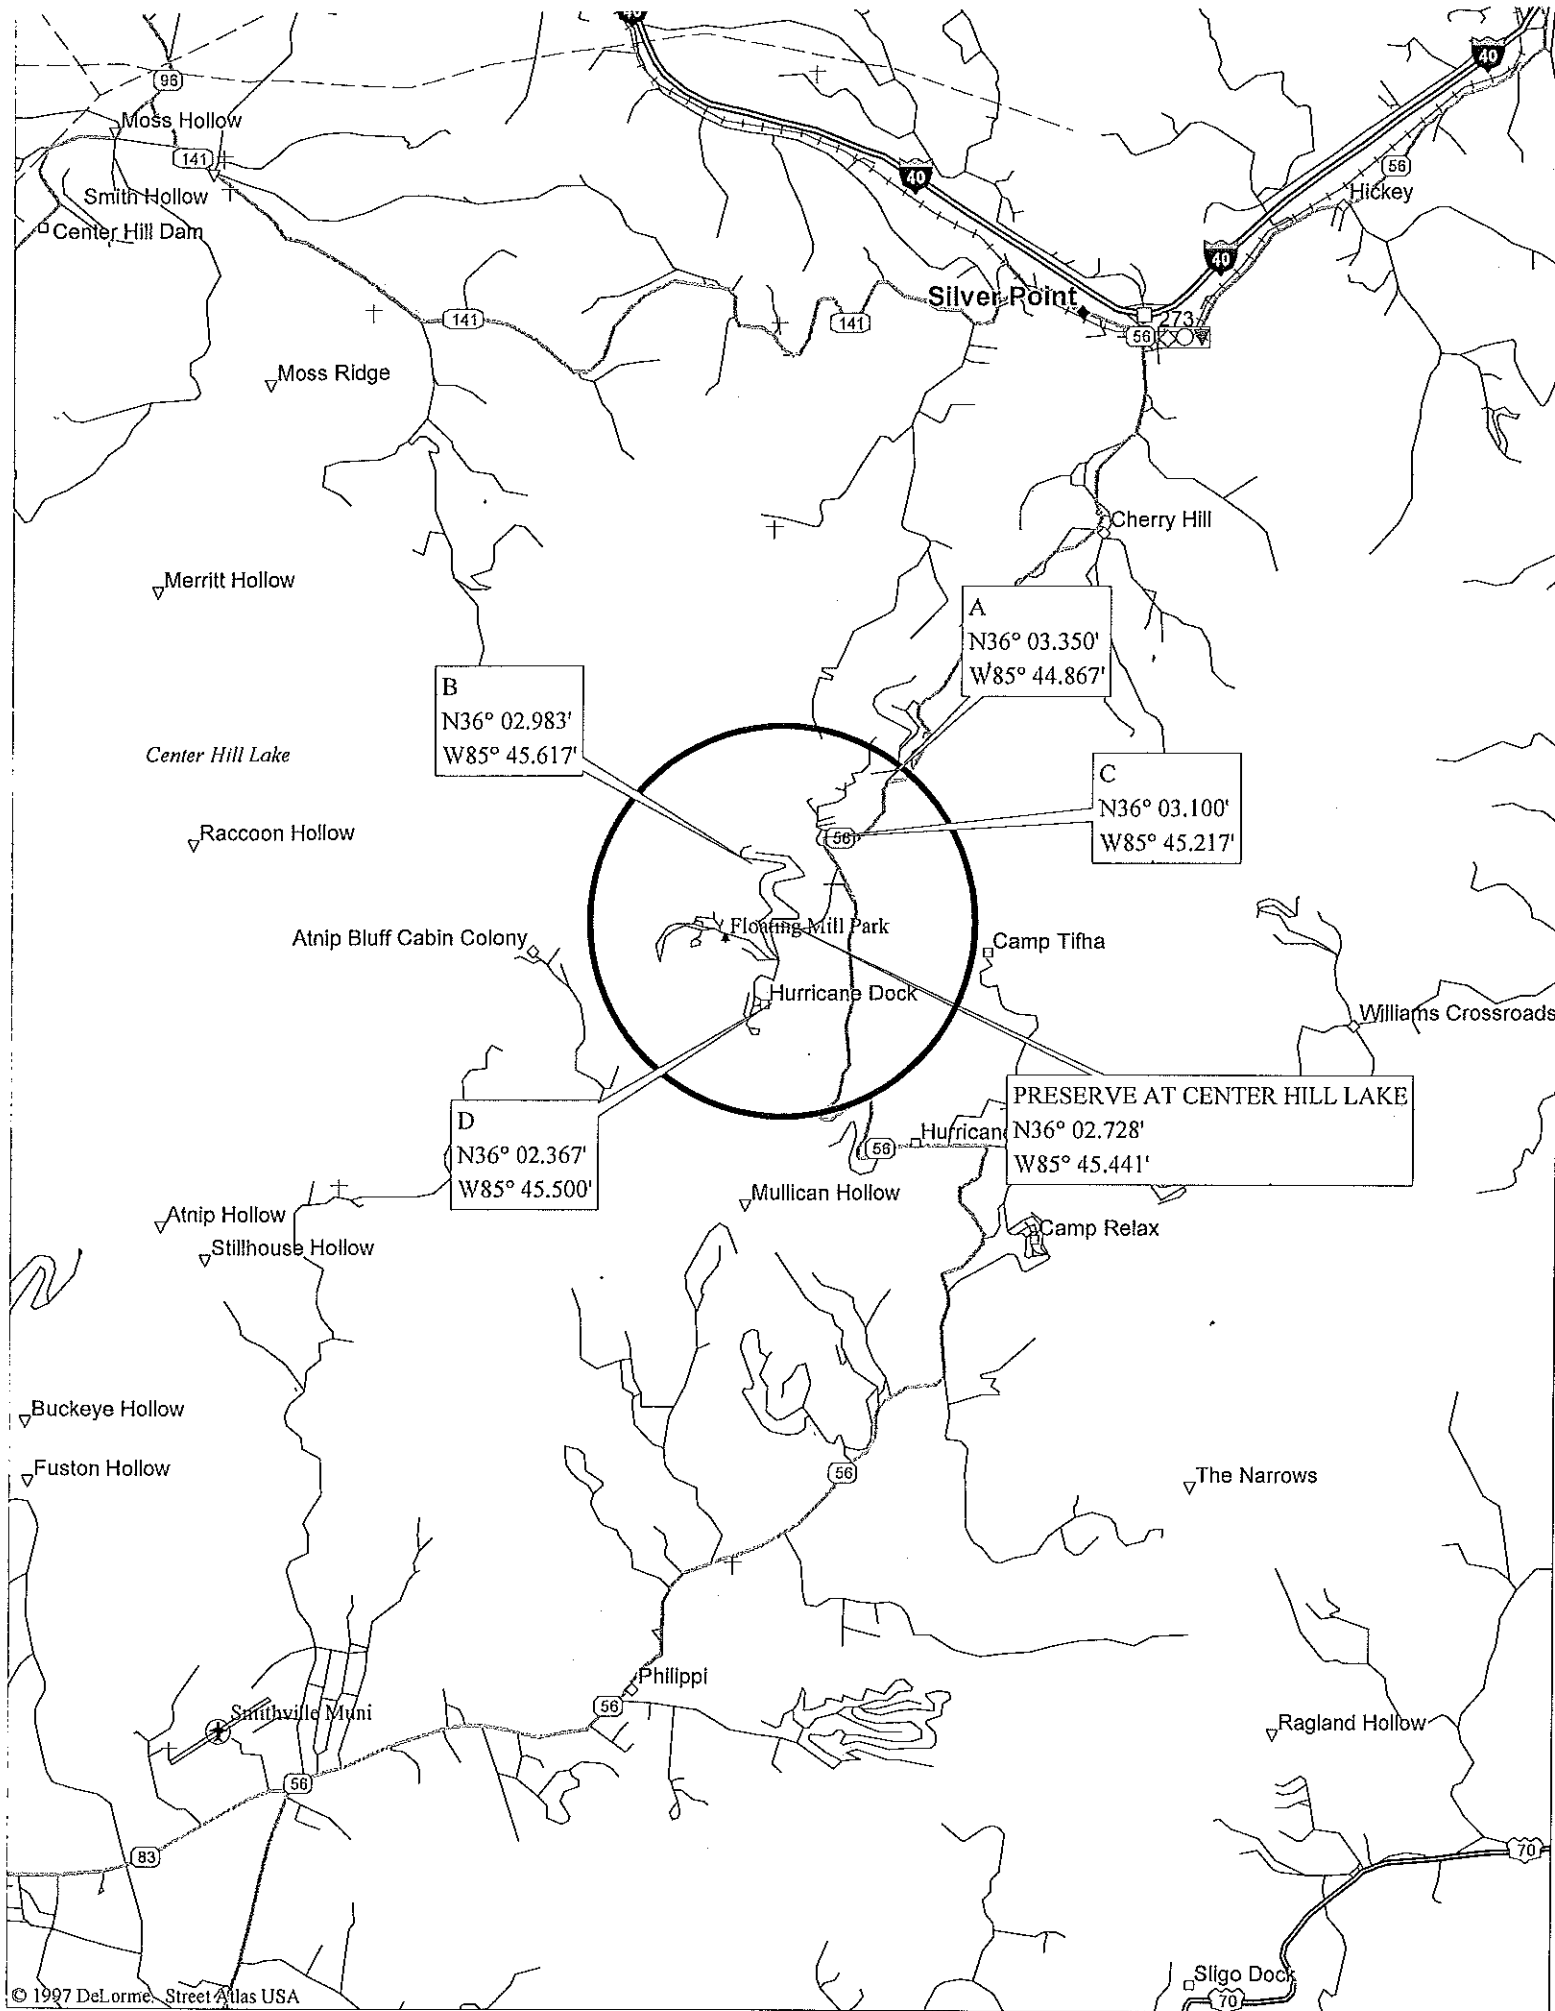 40
40
96
Moss Hollow
141
56
40
Smith Hollow
Hickey
Center Hill Dam
40
Silver Point
141
141
273
56
Moss Ridge
Cherry Hill
Merritt Hollow
A
N36° 03.350'
W85° 44.867'
B
N36° 02.983'
W85° 45.617'
Center Hill Lake
C
N36° 03.100'
W85° 45.217'
Raccoon Hollow
56
Floating Mill Park
Atnip Bluff Cabin Colony
Camp Tifha
Hurricane Dock
Williams Crossroads
PRESERVE AT CENTER HILL LAKE
N36° 02.728'
W85° 45.441'
D
N36° 02.367'
W85° 45.500'
Hurrican
56
Mullican Hollow
Atnip Hollow
Camp Relax
Stillhouse Hollow
Buckeye Hollow
Fuston Hollow
56
The Narrows
Philippi
56
Smithville Muni
Ragland Hollow
56
83
70
Sligo Dock
70
© 1997 DeLorme. Street Atlas USA